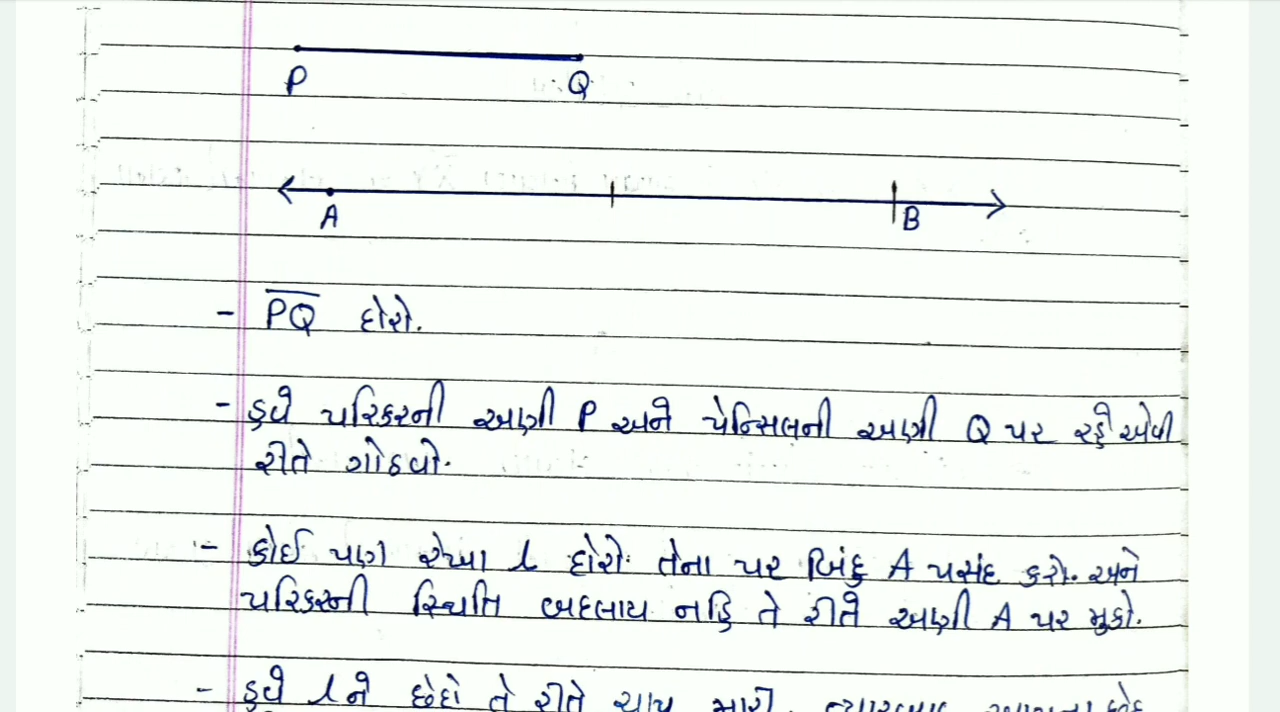 P Q
A B
- PQ દોરો.
- હવે પરિકરની અણી P અને પેન્સિલની અણી Q પર રહે એવી
રીતે ગોઠવો.
- કોઈ પણ રેખા l દોરો. તેના પર બિંદુ A પસંદ કરો. અને
પરિકરની સ્થિતિ બદલાય નહિ તે રીતે અણી A પર મુકો.
- હવે l ને છેદો તે રીતે ચાપ મારો.